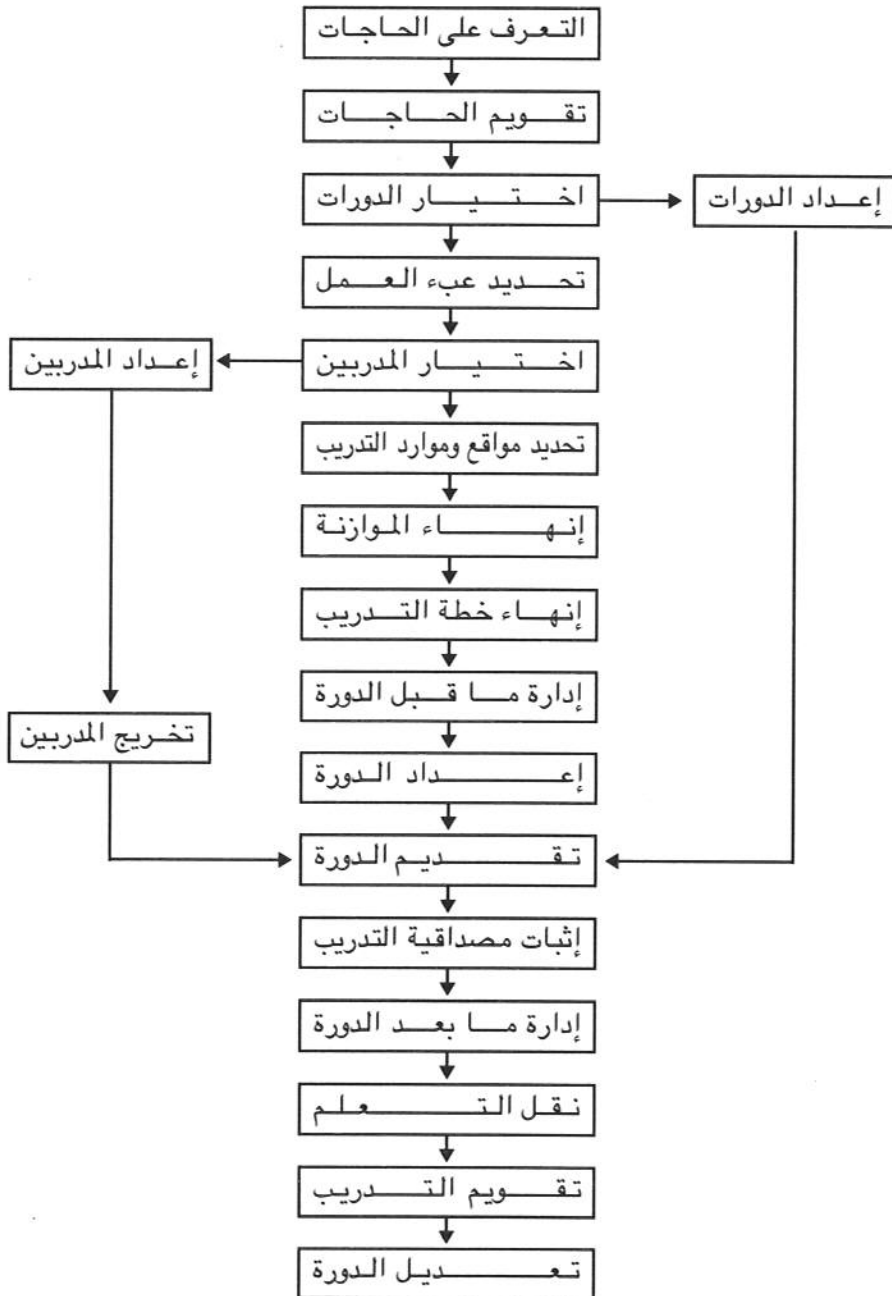 التعرف على الحاجات
تقويم الحاجات
اختيار الدورات
إعداد الدورات
تحديد عبء العمل
اختيار المدربين
إعداد المدربين
تحديد مواقع وموارد التدريب
إنهاء الموازنة
إنهاء خطة التدريب
إدارة ما قبل الدورة
تخريج المدربين
إعداد الدورة
تقديم الدورة
إثبات مصداقية التدريب
إدارة ما بعد الدورة
نقل التعلم
تقويم التدريب
تعديل الدورة